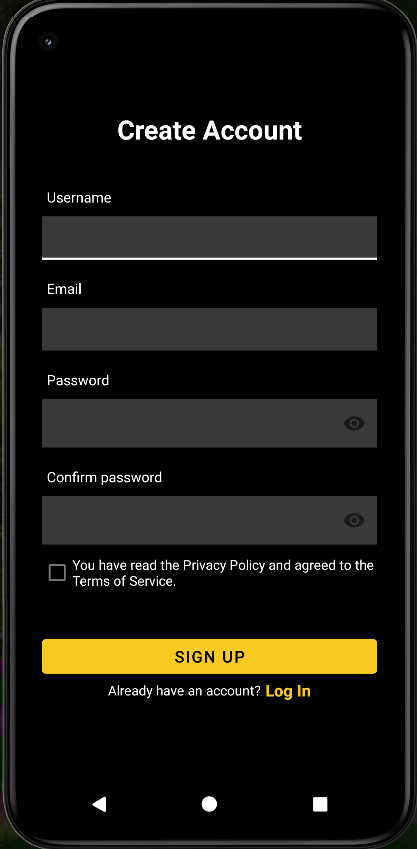 Create Account
Username
Email
Password
Confirm password
You have read the Privacy Policy and agreed to the
Terms of Service.
SIGN UP
Already have an account? Log In